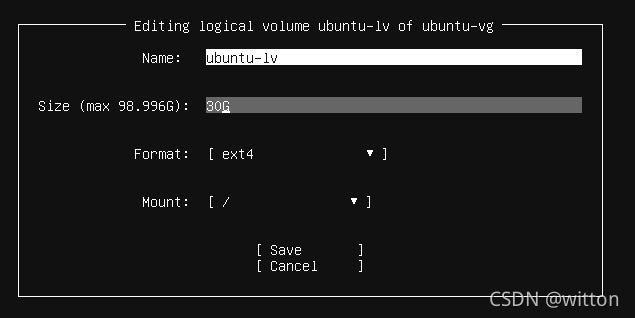 Editing logical volume ubuntu-lv of ubuntu-vg
Name: ubuntu-lv
Size (max 98.996G): 30G
Format: [ ext4 ▼ ]
Mount: [ / ▼ ]
[ Save ]
[ Cancel ]
CSDN @witton